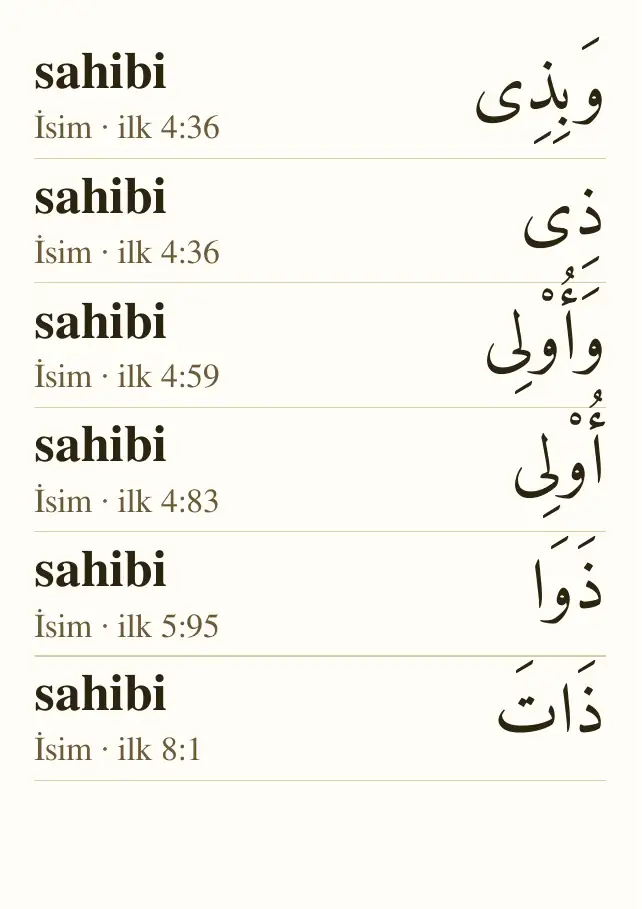 sahibi وَبِذِى
İsim · ilk 4:36
sahibi ذِى
İsim · ilk 4:36
sahibi وَأُو۟لِى
İsim · ilk 4:59
sahibi أُو۟لِى
İsim · ilk 4:83
sahibi ذَوَا
İsim · ilk 5:95
sahibi ذَاتَ
İsim · ilk 8:1